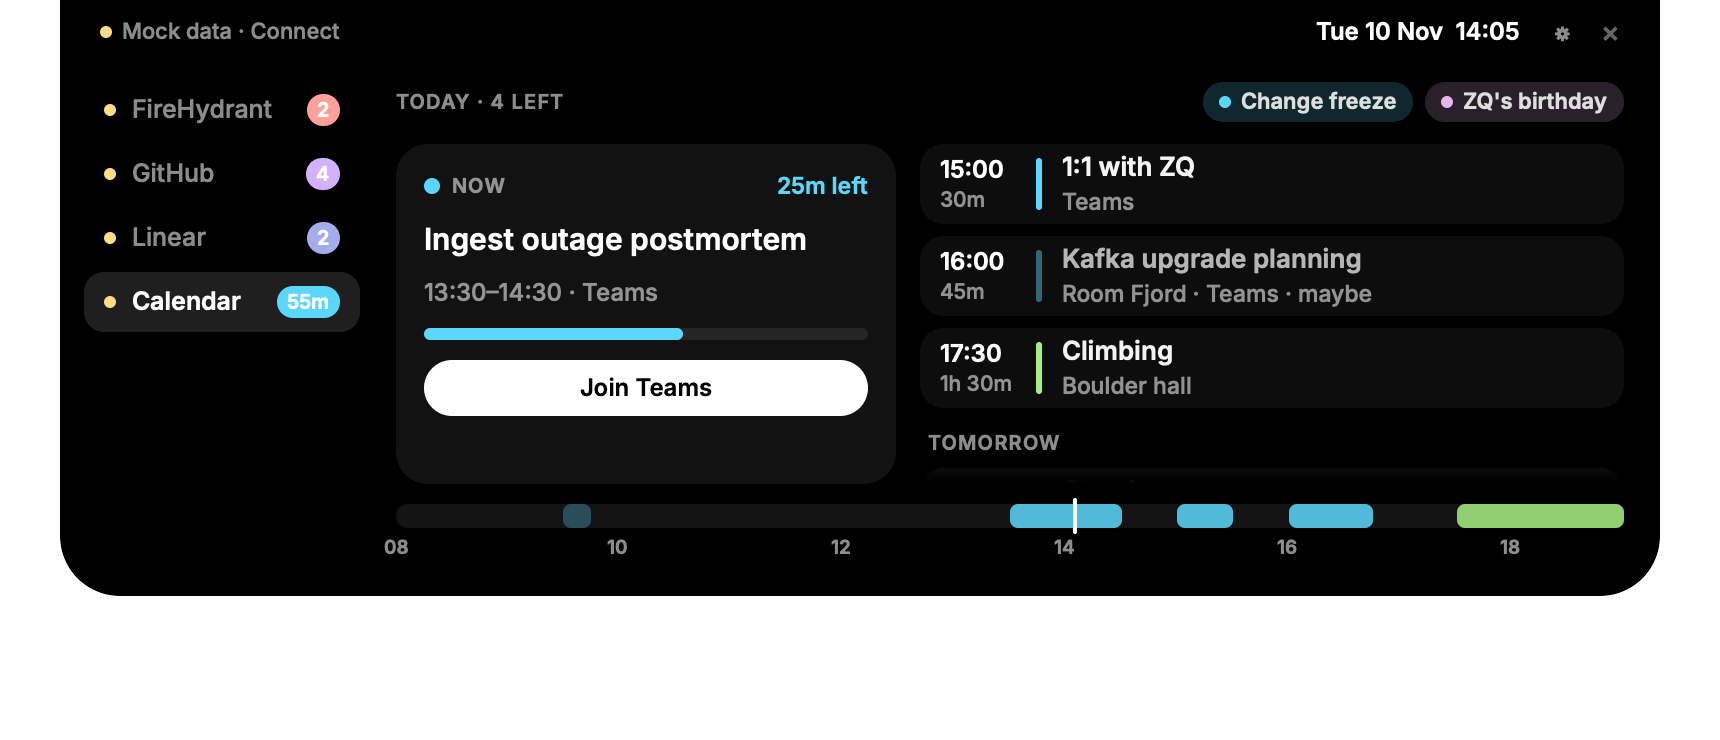 Mock data · Connect
Tue 10 Nov 14:05
FireHydrant 2
GitHub 4
Linear 2
Calendar 55m
TODAY · 4 LEFT
Change freeze
ZQ's birthday
NOW
25m left
Ingest outage postmortem
13:30–14:30 · Teams
Join Teams
15:00
30m
1:1 with ZQ
Teams
16:00
45m
Kafka upgrade planning
Room Fjord · Teams · maybe
17:30
1h 30m
Climbing
Boulder hall
TOMORROW
08 10 12 14 16 18